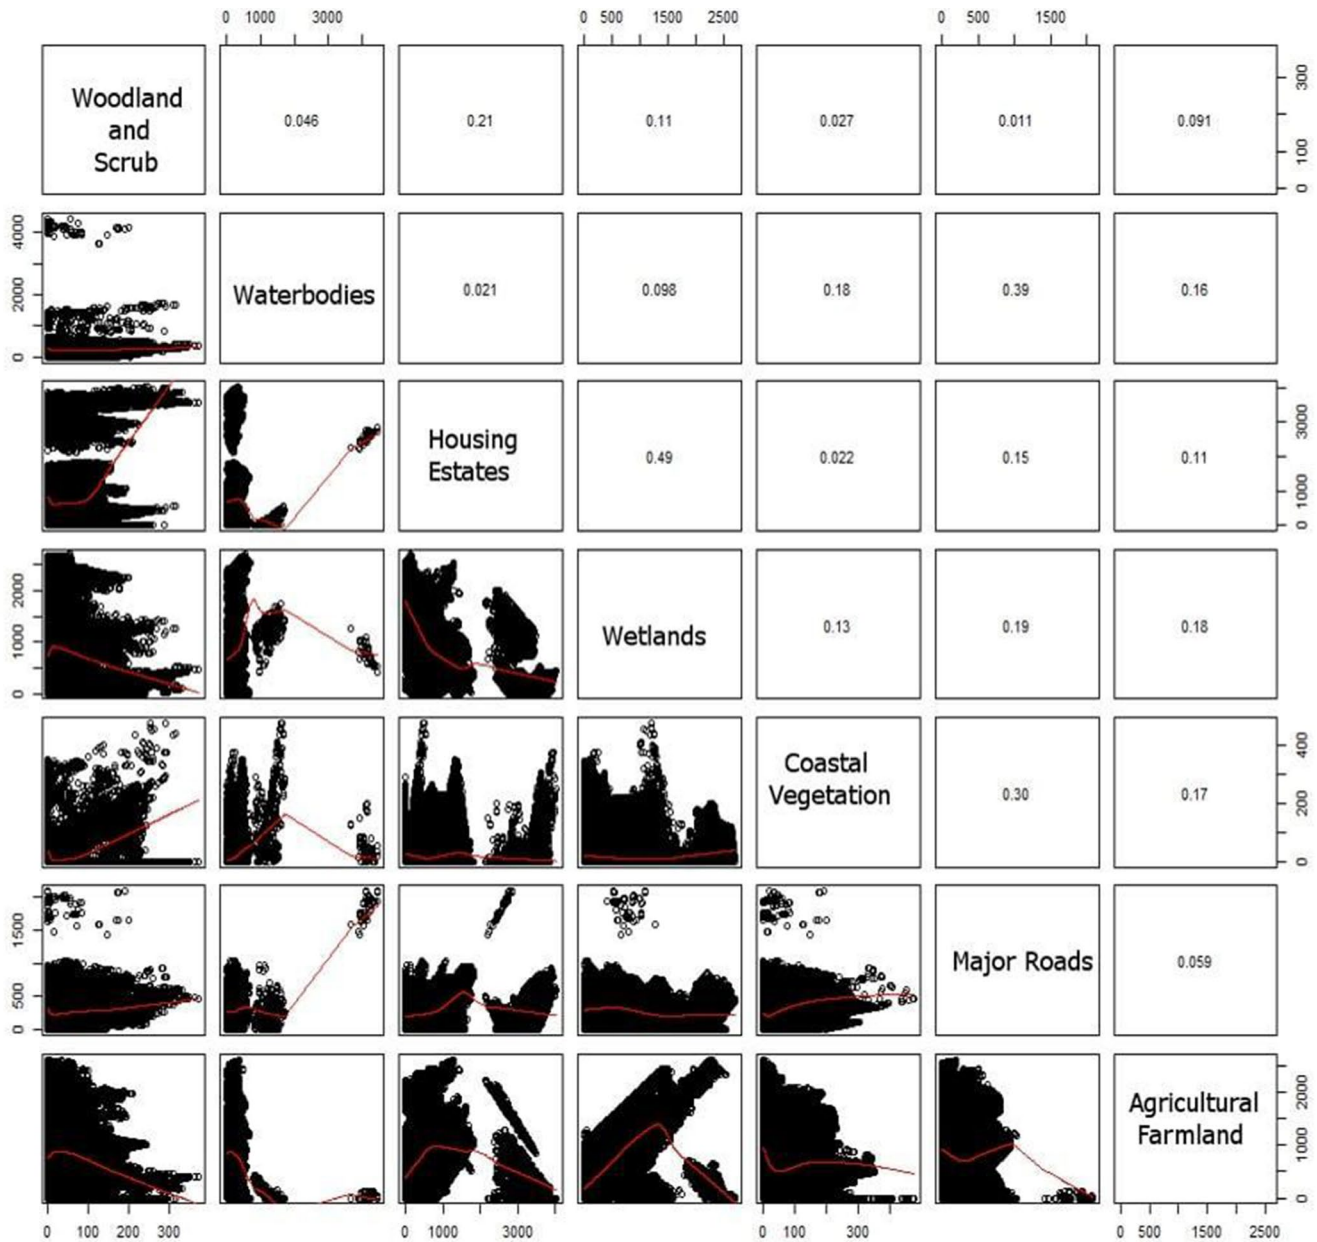 0 1000 3000 0 500 1500 2500 0 500 1500
Woodland
and
Scrub
0.046 0.21 0.11 0.027 0.011 0.091
0 100 300
0 2000 4000
Waterbodies
0.021 0.098 0.18 0.39 0.16
Housing
Estates
0.49 0.022 0.15 0.11
0 1000 3000
0 1000 2000
Wetlands
0.13 0.19 0.18
Coastal
Vegetation
0.30 0.17
0 200 400
0 500 1500
Major Roads
0.059
Agricultural
Farmland
0 1000 2000
0 100 200 300 0 1000 3000 0 100 300 0 500 1500 2500